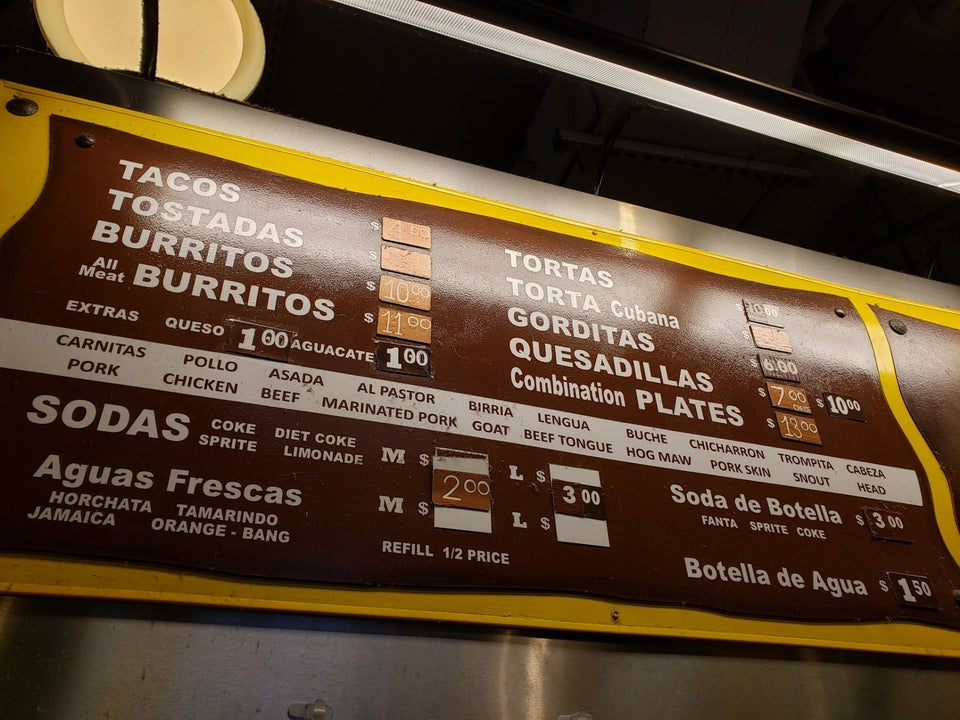 TACOS $
TOSTADAS $
BURRITOS $ 10.00
All Meat BURRITOS $ 11.00
EXTRAS QUESO 1 00 AGUACATE 1 00
TORTAS $
TORTA Cubana
GORDITAS 6.00
QUESADILLAS $ 7.00 $ 10 00
Combination PLATES $ 13.00
CARNITAS POLLO ASADA AL PASTOR BIRRIA LENGUA BUCHE CHICHARRON TROMPITA CABEZA
PORK CHICKEN BEEF MARINATED PORK GOAT BEEF TONGUE HOG MAW PORK SKIN SNOUT HEAD
SODAS COKE DIET COKE M $ L $
SPRITE LIMONADE
2.00 3 00
Aguas Frescas M $ L $
HORCHATA TAMARINDO
JAMAICA ORANGE - BANG
REFILL 1/2 PRICE
Soda de Botella $ 3 00
FANTA SPRITE COKE
Botella de Agua $ 1 50